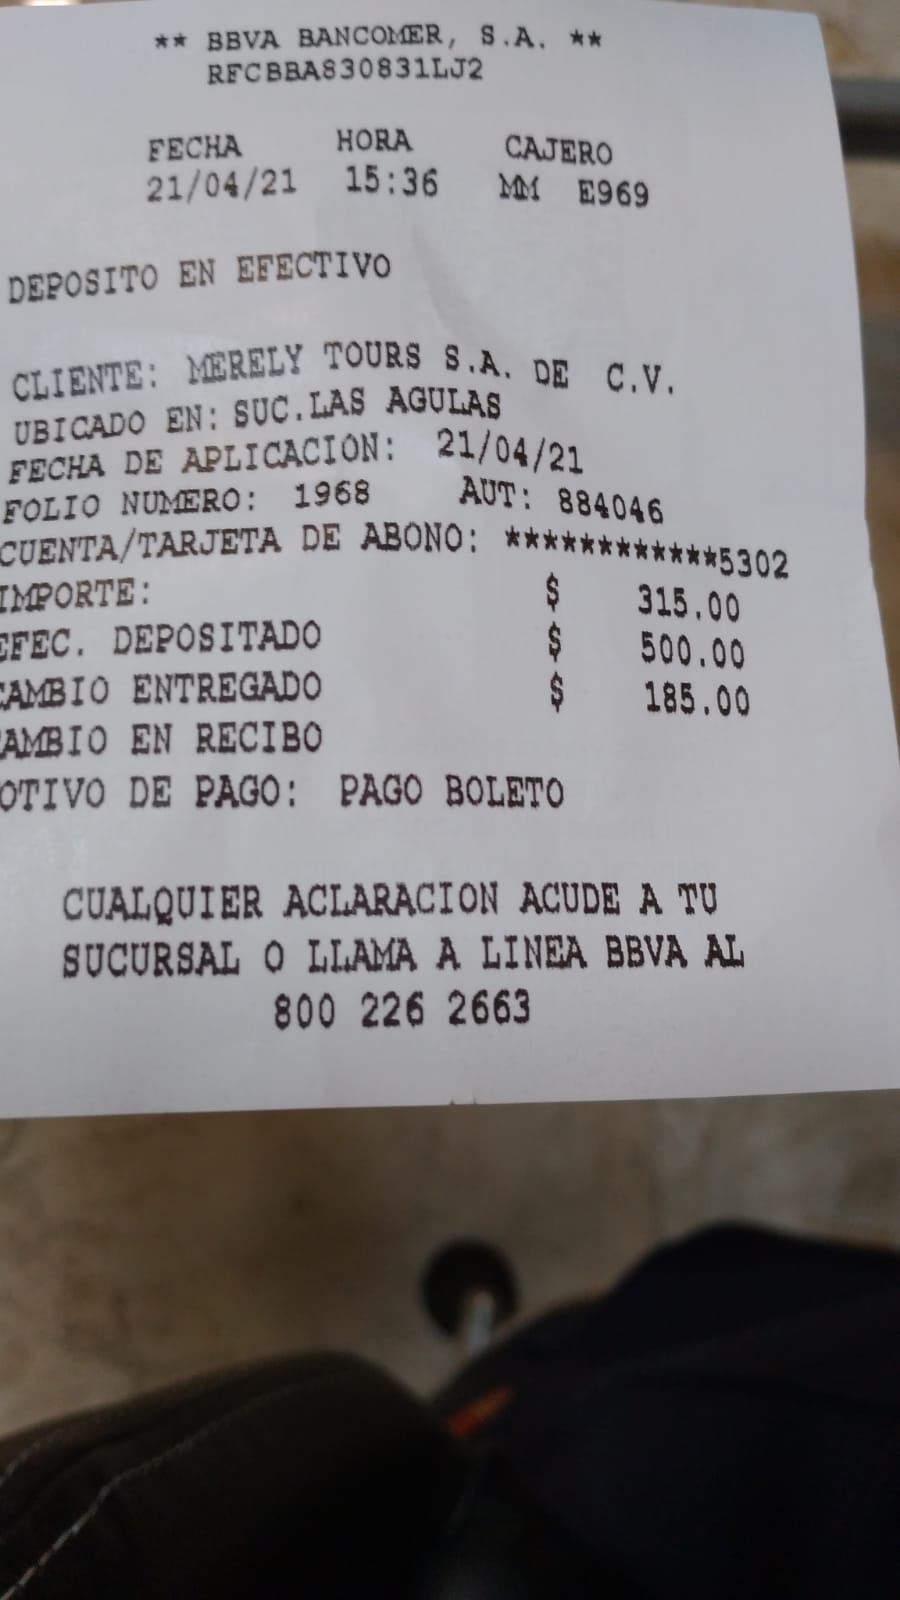 ** BBVA BANCOMER, S.A. **
RFCBBA830831LJ2
FECHA HORA CAJERO
21/04/21 15:36 MM E969
DEPOSITO EN EFECTIVO
CLIENTE: MERELY TOURS S.A. DE C.V.
UBICADO EN: SUC.LAS AGULAS
FECHA DE APLICACION: 21/04/21
FOLIO NUMERO: 1968 AUT: 884046
CUENTA/TARJETA DE ABONO: ************5302
IMPORTE: $ 315.00
EFEC. DEPOSITADO $ 500.00
CAMBIO ENTREGADO $ 185.00
AMBIO EN RECIBO
OTIVO DE PAGO: PAGO BOLETO
CUALQUIER ACLARACION ACUDE A TU
SUCURSAL O LLAMA A LINEA BBVA AL
800 226 2663